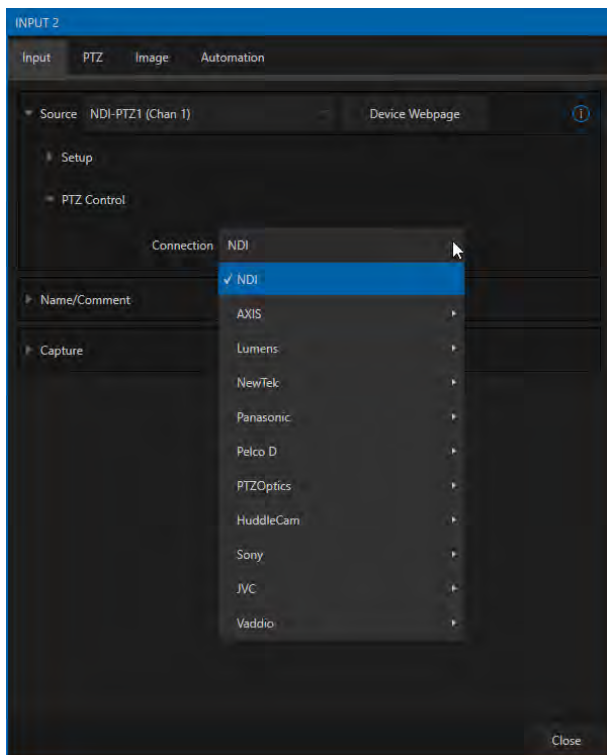 INPUT 2
Input PTZ Image Automation
Source NDI-PTZ1 (Chan 1) Device Webpage
Setup
PTZ Control
Connection NDI
✓ NDI
Name/Comment
AXIS
Capture
Lumens
NewTek
Panasonic
Pelco D
PTZOptics
HuddleCam
Sony
JVC
Vaddio
Close